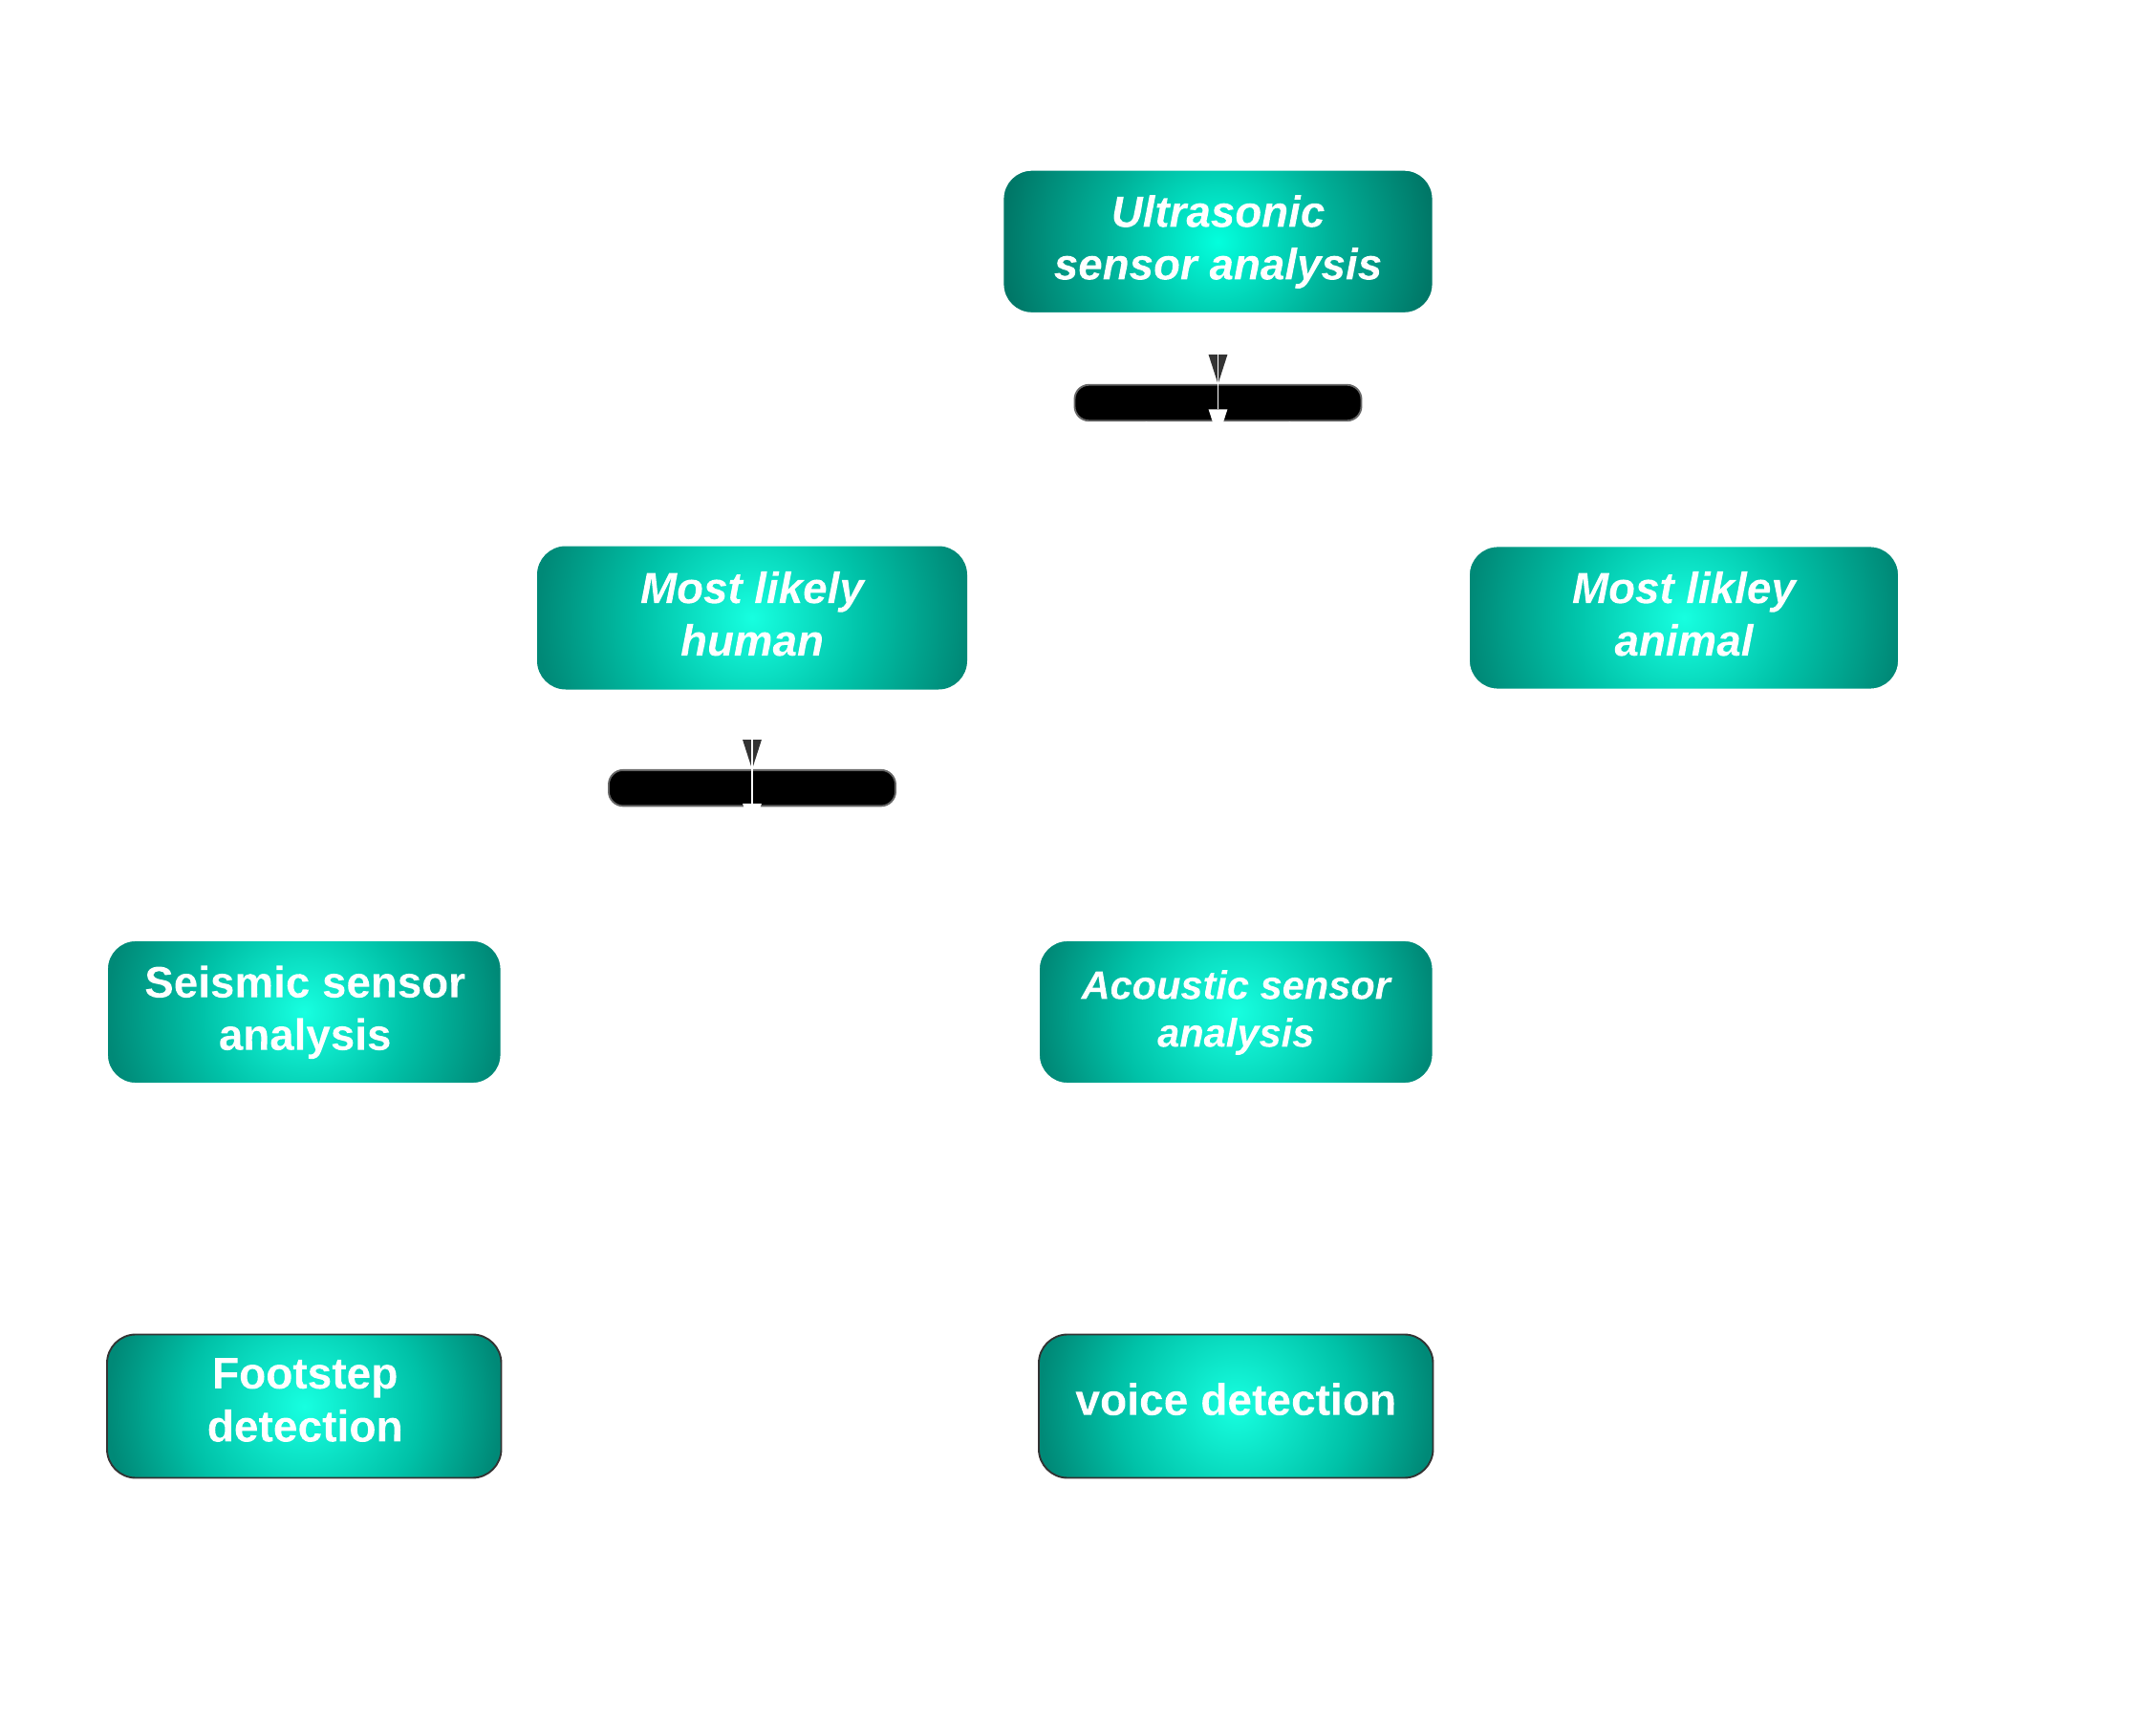 Ultrasonic
sensor analysis
Most likely
human
Most likley
animal
Seismic sensor
analysis
Acoustic sensor
analysis
Footstep
detection
voice detection